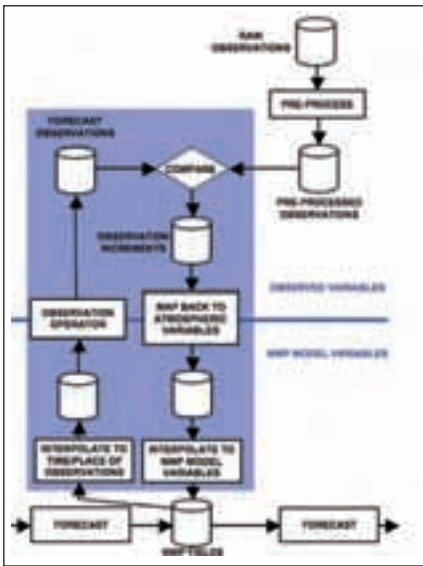 RAW
OBSERVATIONS
PRE-PROCESS
PRE-PROCESSED
OBSERVATIONS
FORECAST
OBSERVATIONS
COMPARE
OBSERVATION
INCREMENTS
OBSERVED VARIABLES
OBSERVATION
OPERATOR
MAP BACK TO
ATMOSPHERIC
VARIABLES
NWP MODEL VARIABLES
INTERPOLATE TO
TIME/PLACE OF
OBSERVATIONS
INTERPOLATE TO
NWP MODEL
VARIABLES
FORECAST
NWP FIELDS
FORECAST